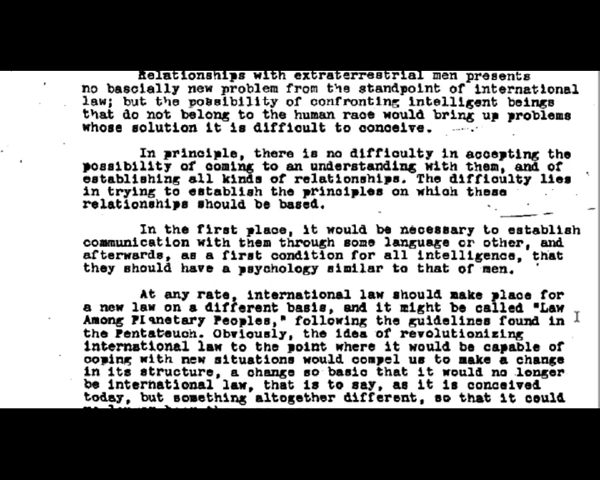 Relationships with extraterrestrial men presents
no bascially new problem from the standpoint of international
law; but the possibility of confronting intelligent beings
that do not belong to the human race would bring up problems
whose solution it is difficult to conceive.
In principle, there is no difficulty in accepting the
possibility of coming to an understanding with them, and of
establishing all kinds of relationships. The difficulty lies
in trying to establish the principles on which these
relationships should be based.
In the first place, it would be necessary to establish
communication with them through some language or other, and
afterwards, as a first condition for all intelligence, that
they should have a psychology similar to that of men.
At any rate, international law should make place for
a new law on a different basis, and it might be called "Law
Among Planetary Peoples," following the guidelines found in
the Pentateuch. Obviously, the idea of revolutionizing
international law to the point where it would be capable of
coping with new situations would compel us to make a change
in its structure, a change so basic that it would no longer
be international law, that is to say, as it is conceived
today, but something altogether different, so that it could